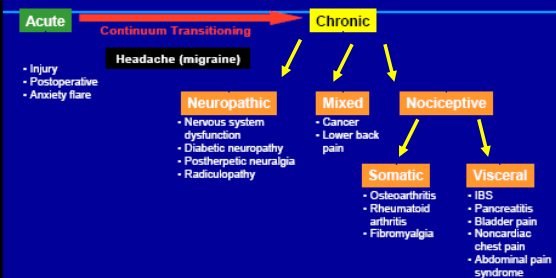 Acute
Continuum Transitioning
Chronic
Headache (migraine)
- Injury
- Postoperative
- Anxiety flare
Neuropathic
- Nervous system
dysfunction
- Diabetic neuropathy
- Postherpetic neuralgia
- Radiculopathy
Mixed
- Cancer
- Lower back
pain
Nociceptive
Somatic
- Osteoarthritis
- Rheumatoid
arthritis
- Fibromyalgia
Visceral
- IBS
- Pancreatitis
- Bladder pain
- Noncardiac
chest pain
- Abdominal pain
syndrome